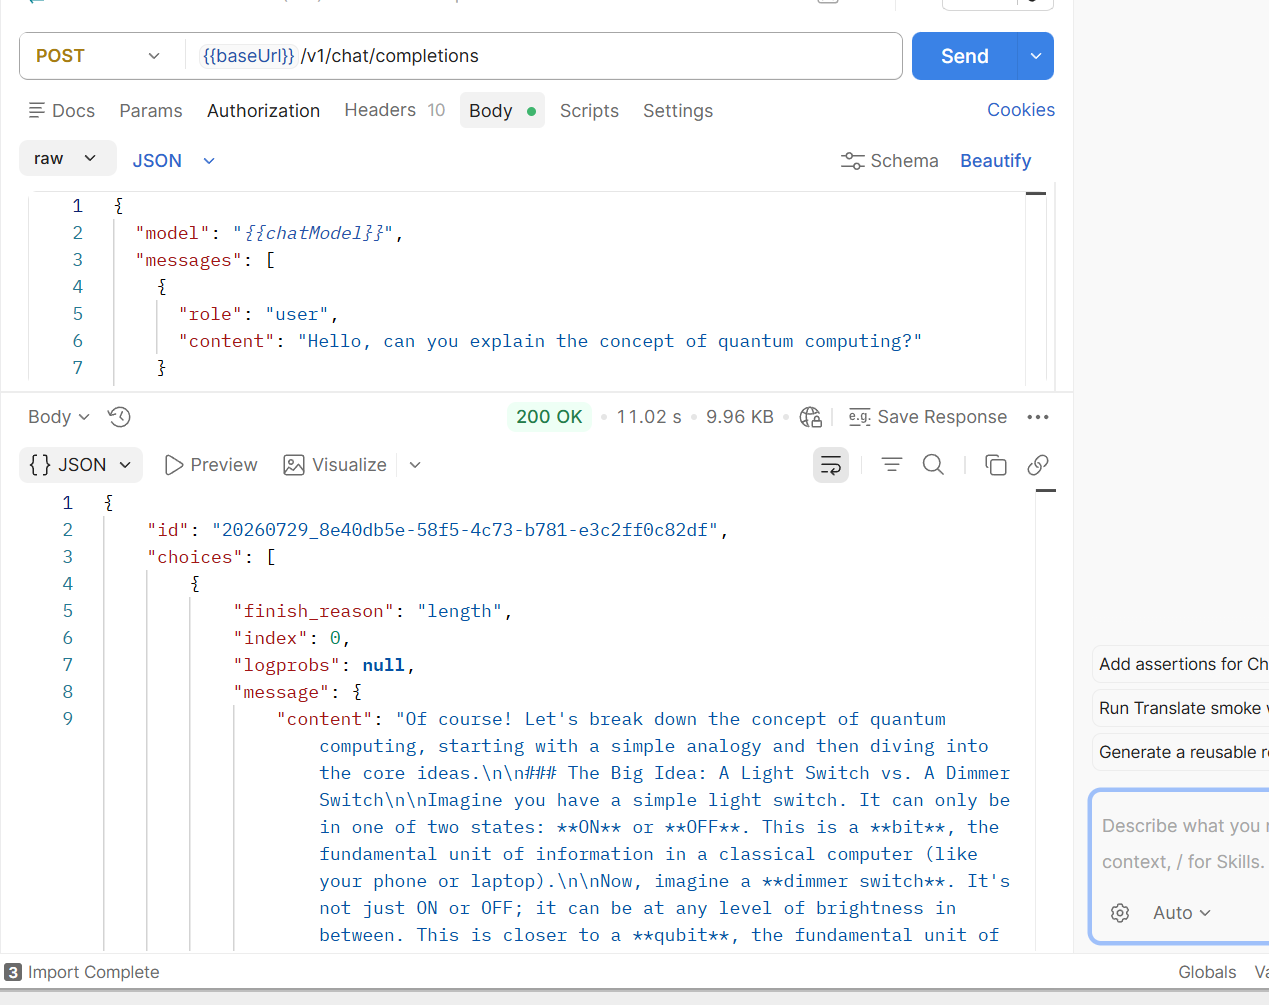 POST {{baseUrl}} /v1/chat/completions Send
Docs Params Authorization Headers 10 Body Scripts Settings Cookies
raw JSON Schema Beautify
1 {
2 "model": "{{chatModel}}",
3 "messages": [
4 {
5 "role": "user",
6 "content": "Hello, can you explain the concept of quantum computing?"
7 }
Body 200 OK 11.02 s 9.96 KB e.g. Save Response
{} JSON Preview Visualize
1 {
2 "id": "20260729_8e40db5e-58f5-4c73-b781-e3c2ff0c82df",
3 "choices": [
4 {
5 "finish_reason": "length",
6 "index": 0,
7 "logprobs": null,
8 "message": {
9 "content": "Of course! Let's break down the concept of quantum
computing, starting with a simple analogy and then diving into
the core ideas.\n\n### The Big Idea: A Light Switch vs. A Dimmer
Switch\n\nImagine you have a simple light switch. It can only be
in one of two states: **ON** or **OFF**. This is a **bit**, the
fundamental unit of information in a classical computer (like
your phone or laptop).\n\nNow, imagine a **dimmer switch**. It's
not just ON or OFF; it can be at any level of brightness in
between. This is closer to a **qubit**, the fundamental unit of
Add assertions for Ch
Run Translate smoke
Generate a reusable
Describe what you
context, / for Skills.
Auto
3 Import Complete
Globals